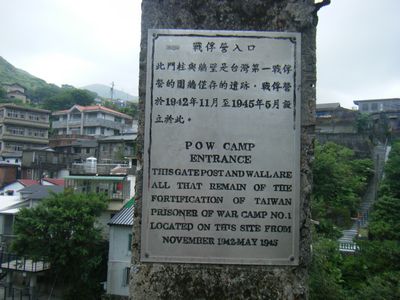 戰俘營入口
此門柱與牆壁是台灣第一戰俘
營的圍牆僅存的遺跡．戰俘營
於1942年11月至1945年5月設
立於此。
POW CAMP
ENTRANCE
THIS GATE POST AND WALL ARE
ALL THAT REMAIN OF THE
FORTIFICATION OF TAIWAN
PRISONER OF WAR CAMP NO.1
LOCATED ON THIS SITE FROM
NOVEMBER 1942-MAY 1945